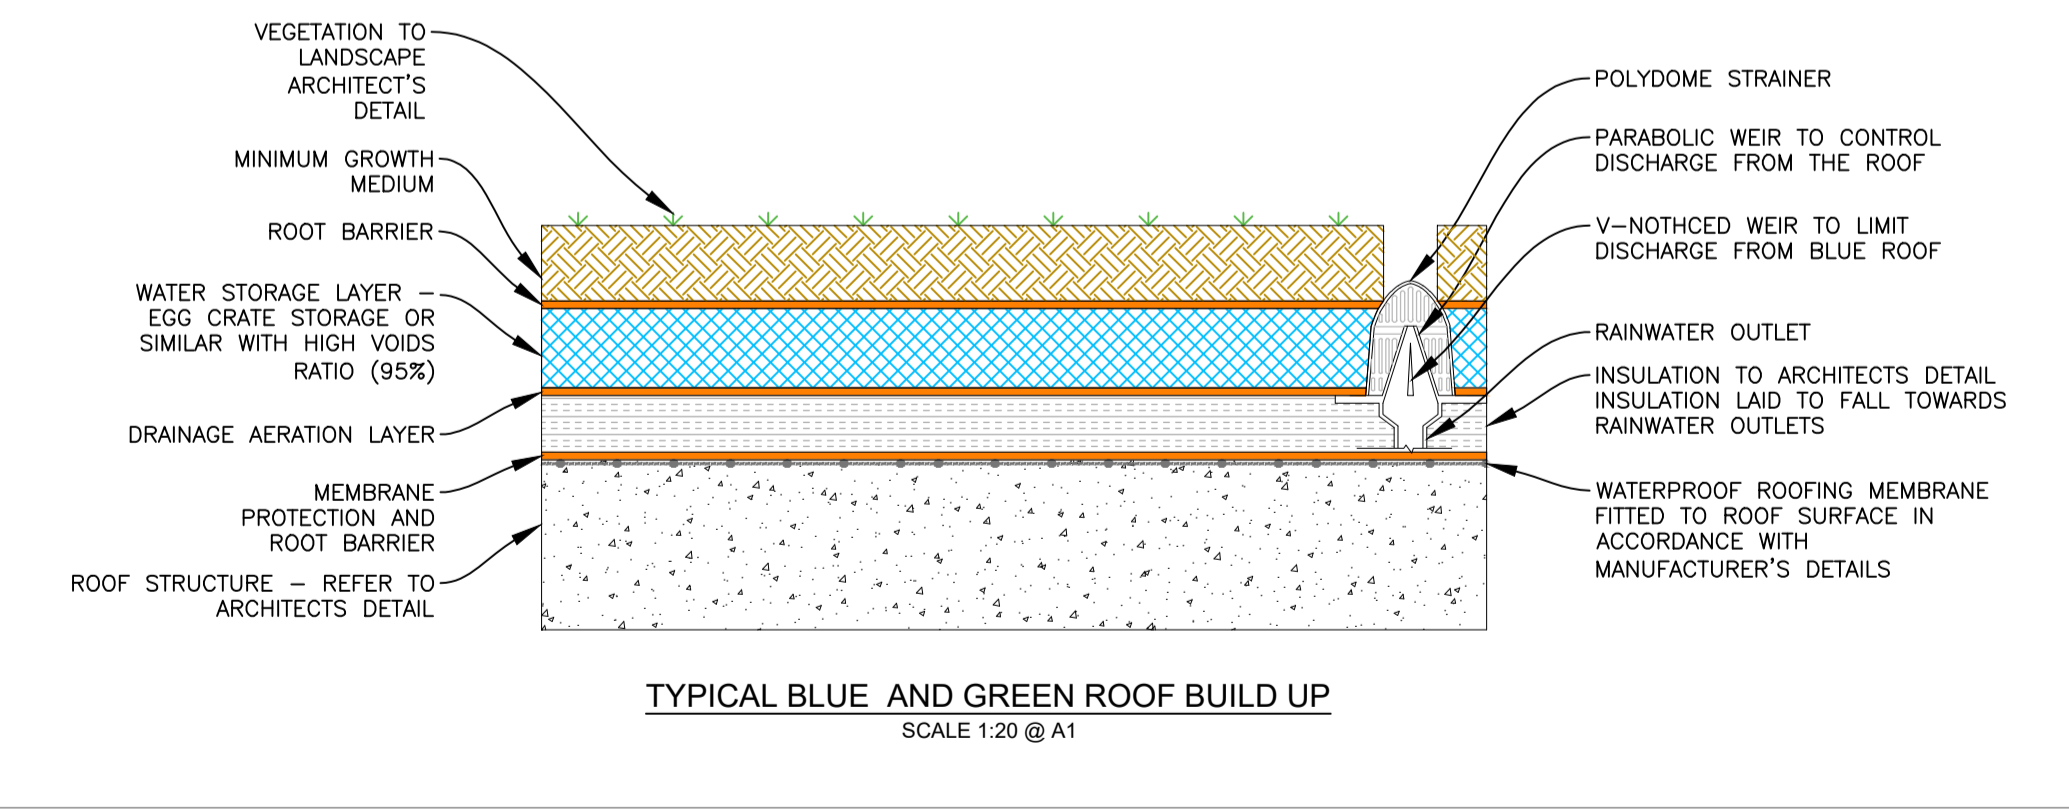 VEGETATION TO
LANDSCAPE
ARCHITECT'S
DETAIL
MINIMUM GROWTH
MEDIUM
ROOT BARRIER
WATER STORAGE LAYER –
EGG CRATE STORAGE OR
SIMILAR WITH HIGH VOIDS
RATIO (95%)
DRAINAGE AERATION LAYER
MEMBRANE
PROTECTION AND
ROOT BARRIER
ROOF STRUCTURE – REFER TO
ARCHITECTS DETAIL
POLYDOME STRAINER
PARABOLIC WEIR TO CONTROL
DISCHARGE FROM THE ROOF
V–NOTHCED WEIR TO LIMIT
DISCHARGE FROM BLUE ROOF
RAINWATER OUTLET
INSULATION TO ARCHITECTS DETAIL
INSULATION LAID TO FALL TOWARDS
RAINWATER OUTLETS
WATERPROOF ROOFING MEMBRANE
FITTED TO ROOF SURFACE IN
ACCORDANCE WITH
MANUFACTURER'S DETAILS
TYPICAL BLUE  AND GREEN ROOF BUILD UP
SCALE 1:20 @ A1